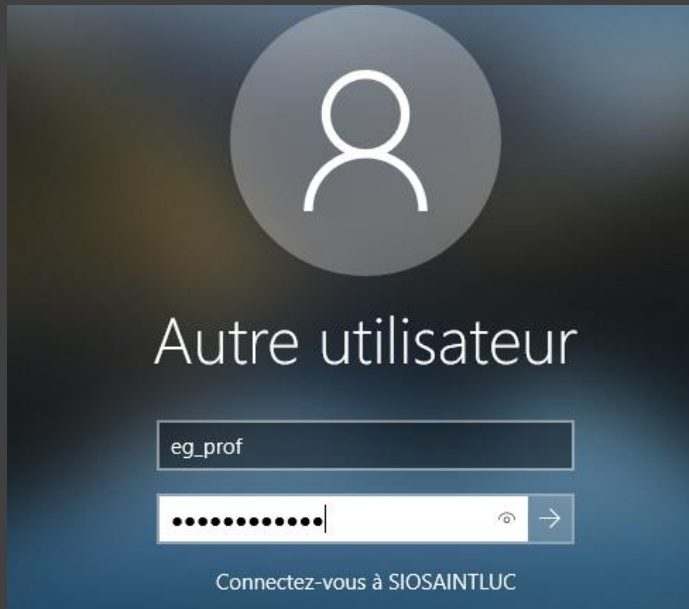 Autre utilisateur
eg_prof
••••••••••••
Connectez-vous à SIOSAINTLUC